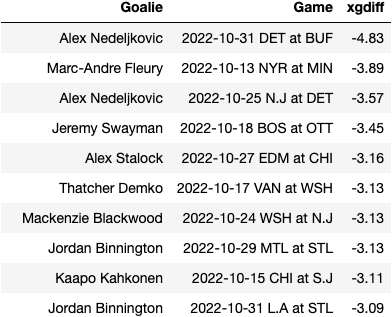 Goalie Game xgdiff
Alex Nedeljkovic 2022-10-31 DET at BUF -4.83
Marc-Andre Fleury 2022-10-13 NYR at MIN -3.89
Alex Nedeljkovic 2022-10-25 N.J at DET -3.57
Jeremy Swayman 2022-10-18 BOS at OTT -3.45
Alex Stalock 2022-10-27 EDM at CHI -3.16
Thatcher Demko 2022-10-17 VAN at WSH -3.13
Mackenzie Blackwood 2022-10-24 WSH at N.J -3.13
Jordan Binnington 2022-10-29 MTL at STL -3.13
Kaapo Kahkonen 2022-10-15 CHI at S.J -3.11
Jordan Binnington 2022-10-31 L.A at STL -3.09